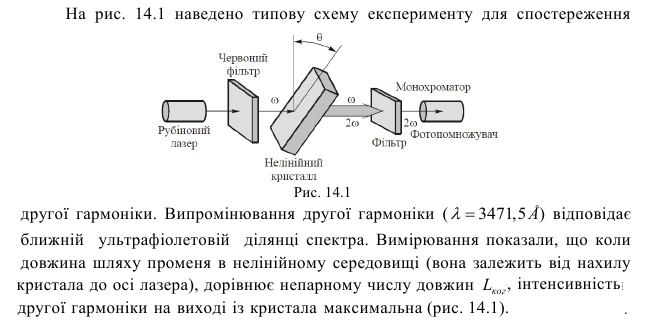 На рис. 14.1 наведено типову схему експерименту для спостереження
θ
Червоний
фільтр
ω
ω
2ω
2ω
Монохроматор
Рубіновий
лазер
Фільтр
Фотопомножувач
Нелінійний
кристалл
Рис. 14.1
другої гармоніки. Випромінювання другої гармоніки (λ = 3471,5 Å) відповідає
ближній ультрафіолетовій ділянці спектра. Вимірювання показали, що коли
довжина шляху променя в нелінійному середовищі (вона залежить від нахилу
кристала до осі лазера), дорівнює непарному числу довжин L_ког, інтенсивність
другої гармоніки на виході із кристала максимальна (рис. 14.1).